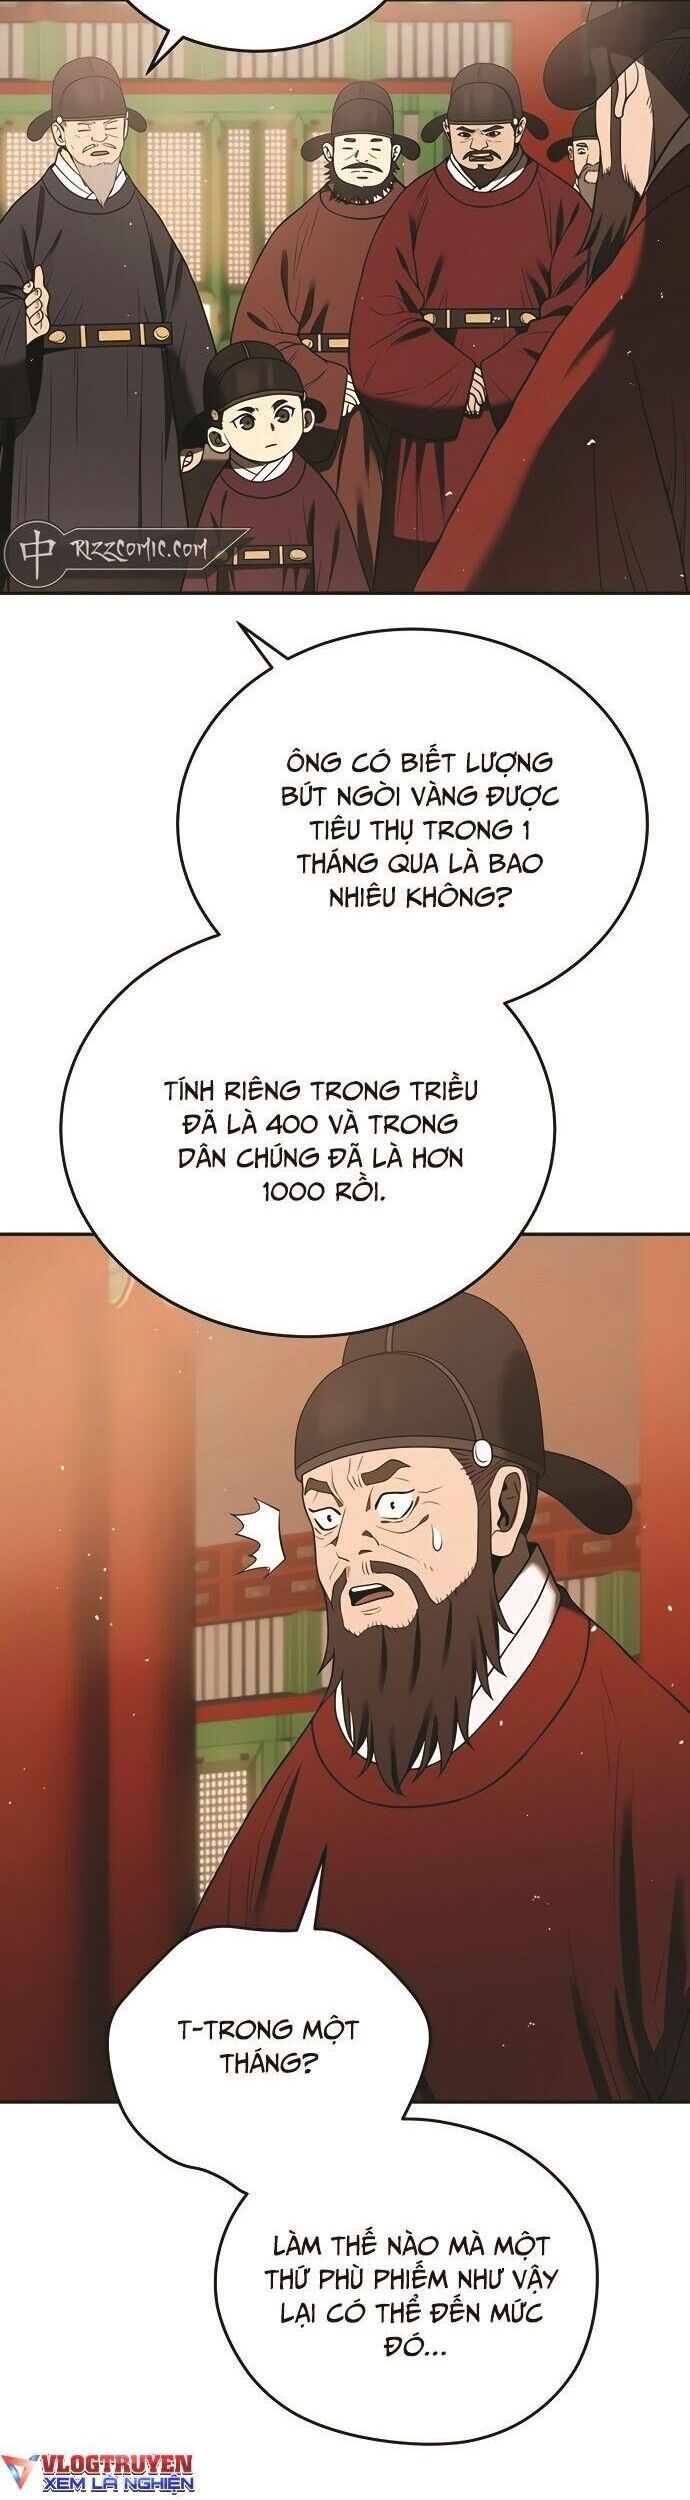 中 RIZZCOMIC.COM
ÔNG CÓ BIẾT LƯỢNG
BÚT NGÒI VÀNG ĐƯỢC
TIÊU THỤ TRONG 1
THÁNG QUA LÀ BAO
NHIÊU KHÔNG?
TÍNH RIÊNG TRONG TRIỀU
ĐÃ LÀ 400 VÀ TRONG
DÂN CHÚNG ĐÃ LÀ HƠN
1000 RỒI.
T-TRONG MỘT
THÁNG?
LÀM THẾ NÀO MÀ MỘT
THỨ PHÙ PHIẾM NHƯ VẬY
LẠI CÓ THỂ ĐẾN MỨC
ĐÓ...
VLOGTRUYEN
XEM LÀ NGHIỆN